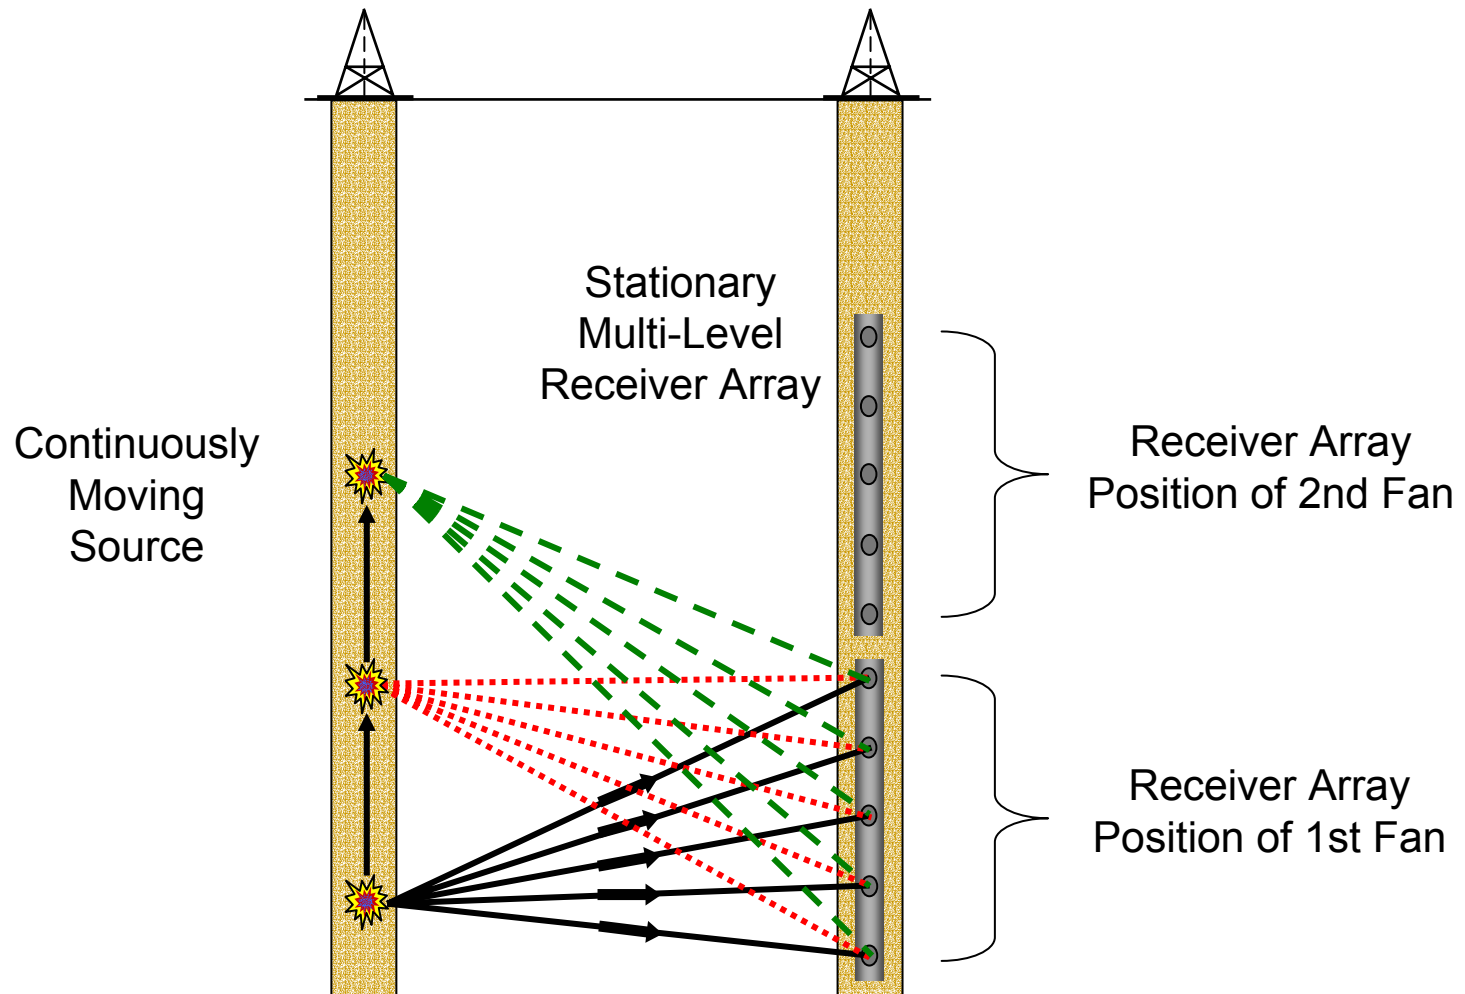 Stationary
Multi-Level
Receiver Array
Continuously
Moving
Source
Receiver Array
Position of 2nd Fan
Receiver Array
Position of 1st Fan